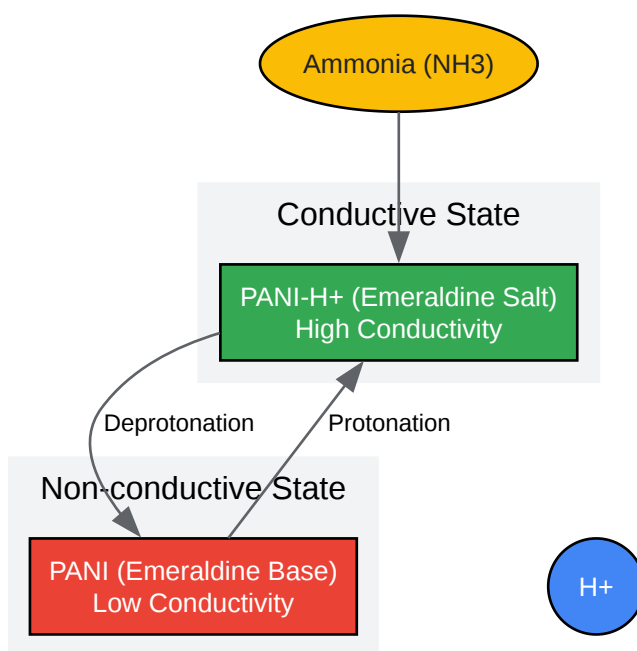 Ammonia (NH3)
Conductive State
PANI-H+ (Emeraldine Salt)
High Conductivity
Deprotonation
Protonation
Non-conductive State
PANI (Emeraldine Base)
Low Conductivity
H+